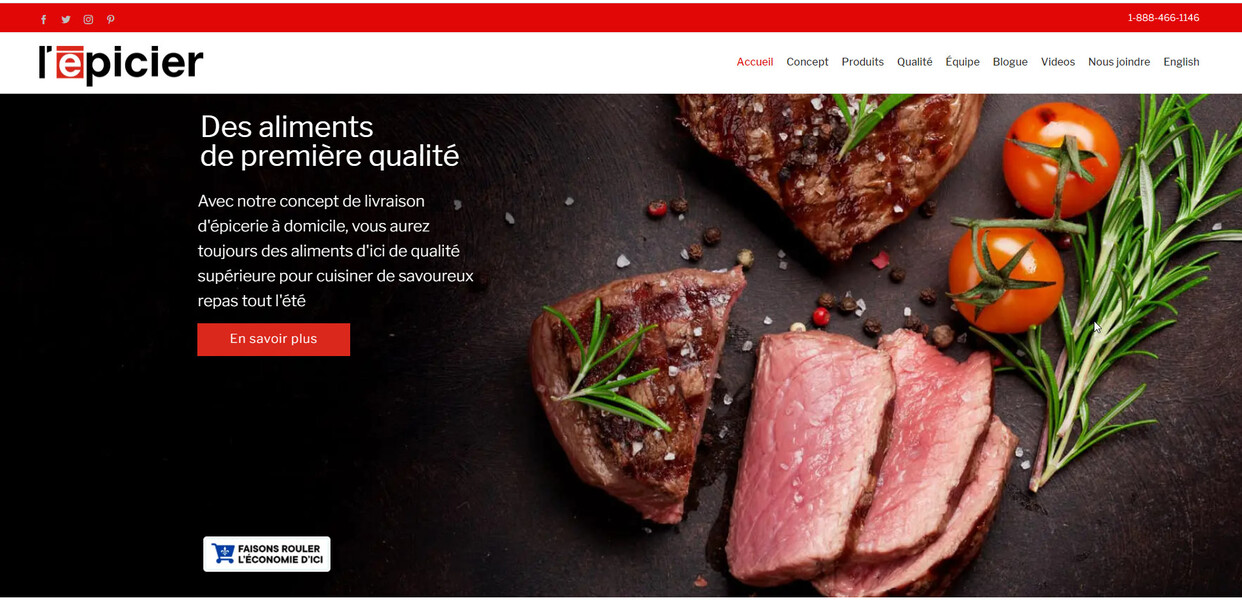 1-888-466-1146
l'épicier
Accueil Concept Produits Qualité Équipe Blogue Videos Nous joindre English
Des aliments
de première qualité
Avec notre concept de livraison
d'épicerie à domicile, vous aurez
toujours des aliments d'ici de qualité
supérieure pour cuisiner de savoureux
repas tout l'été
En savoir plus
FAISONS ROULER
L'ÉCONOMIE D'ICI